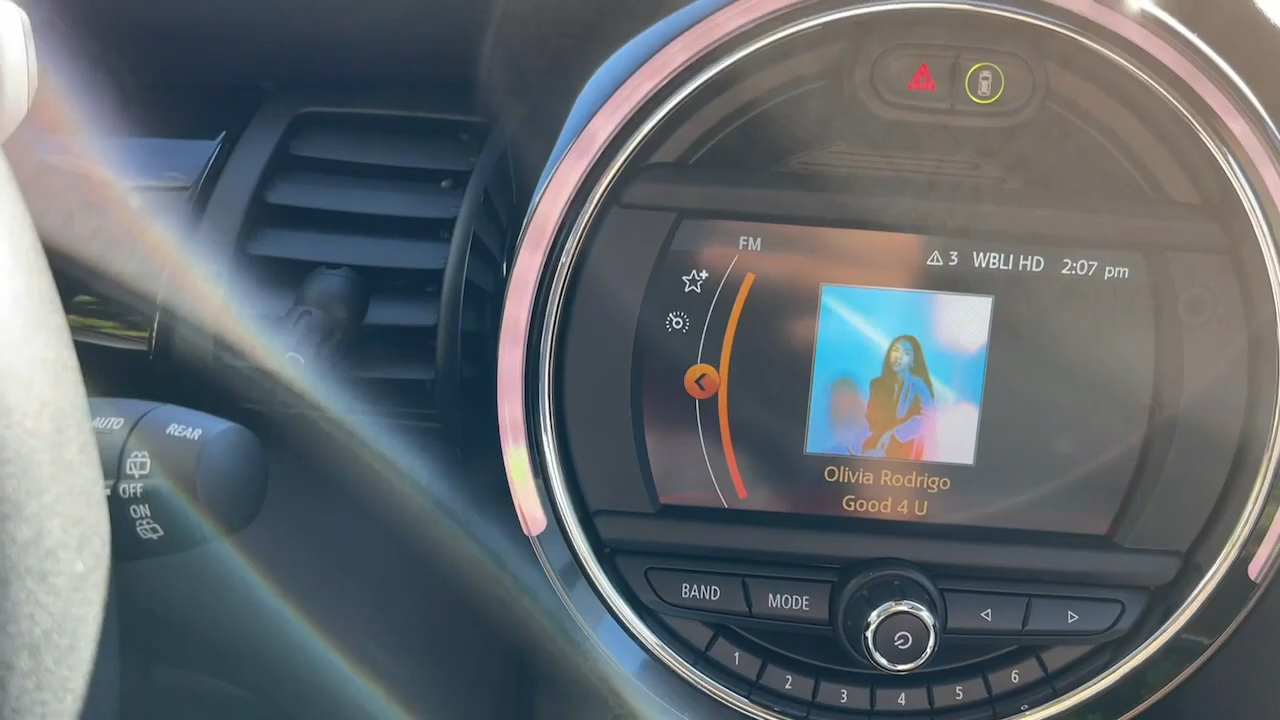 FM
3 WBLI HD 2:07 pm
Olivia Rodrigo
Good 4 U
AUTO
REAR
OFF
ON
BAND
MODE
1
2
3
4
5
6